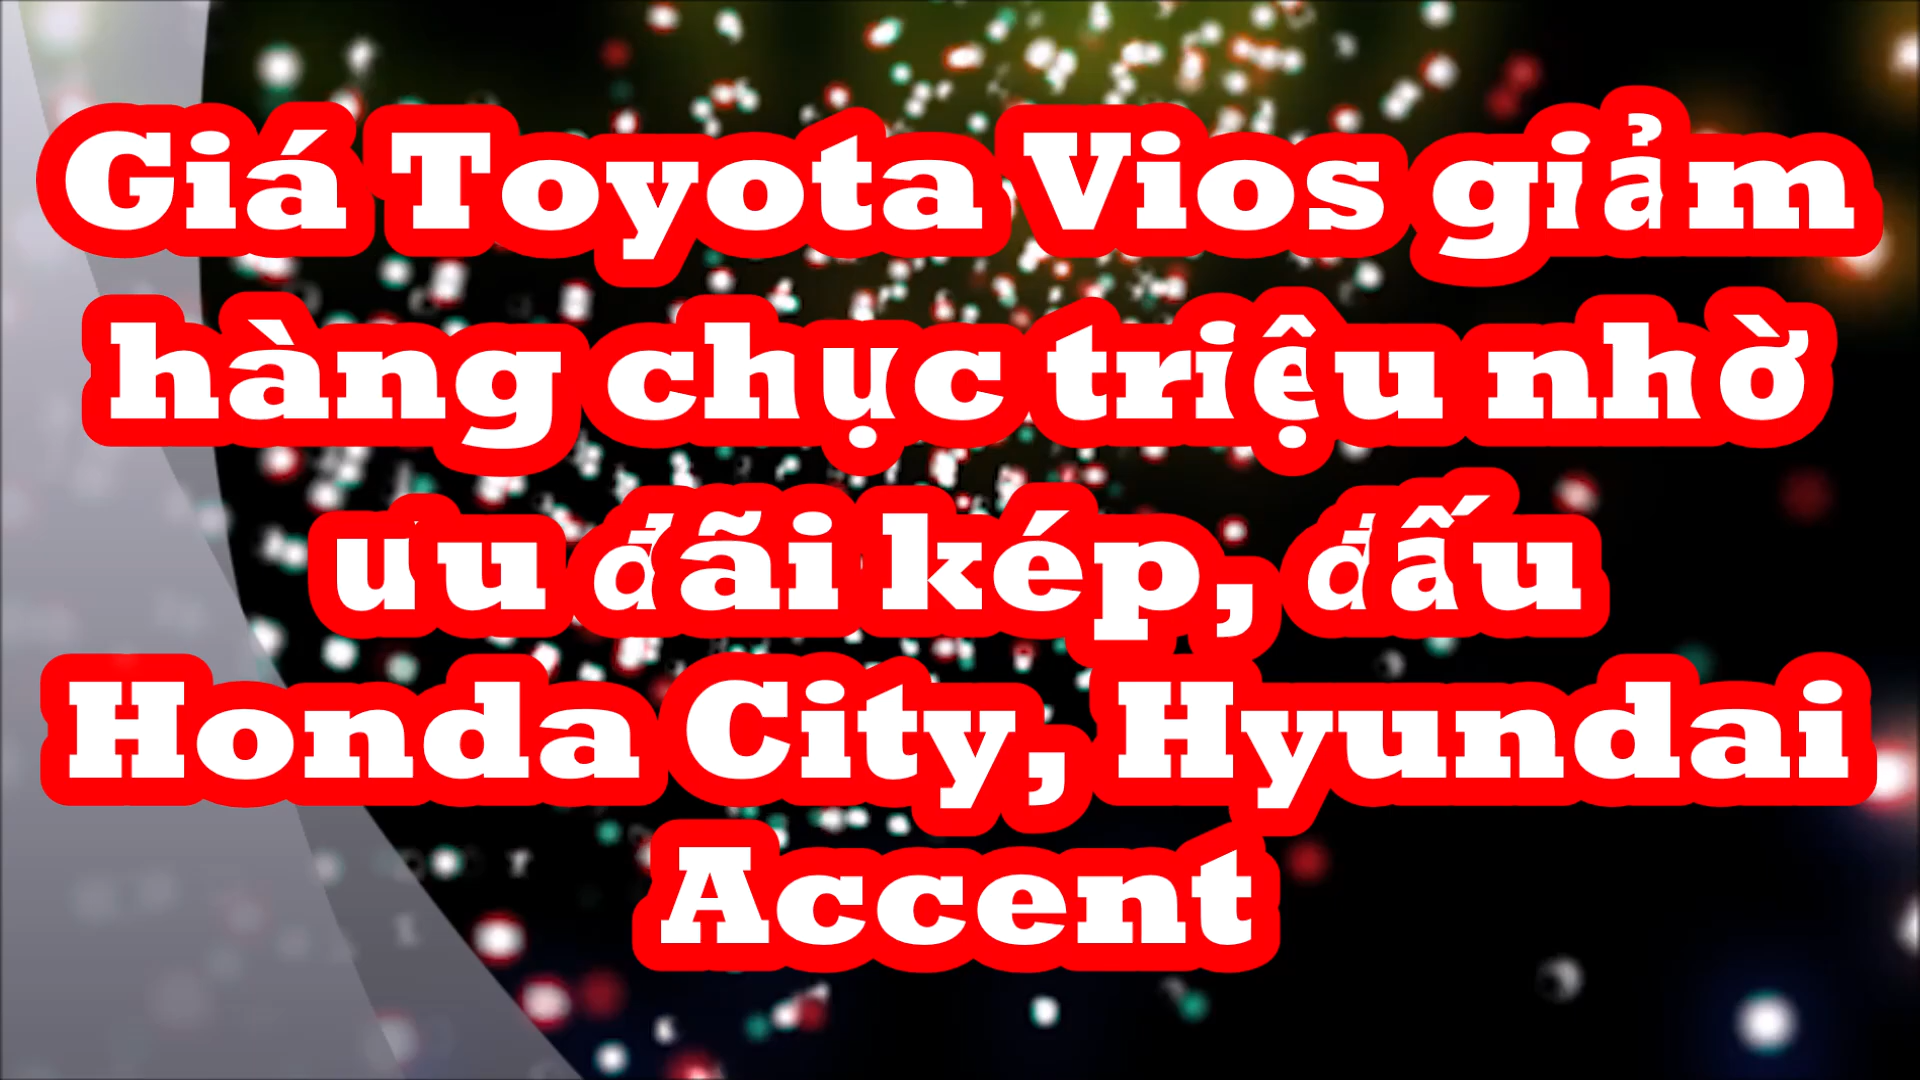 Giá Toyota Vios giảm
hàng chục triệu nhờ
ưu đãi kép, đấu
Honda City, Hyundai
Accent